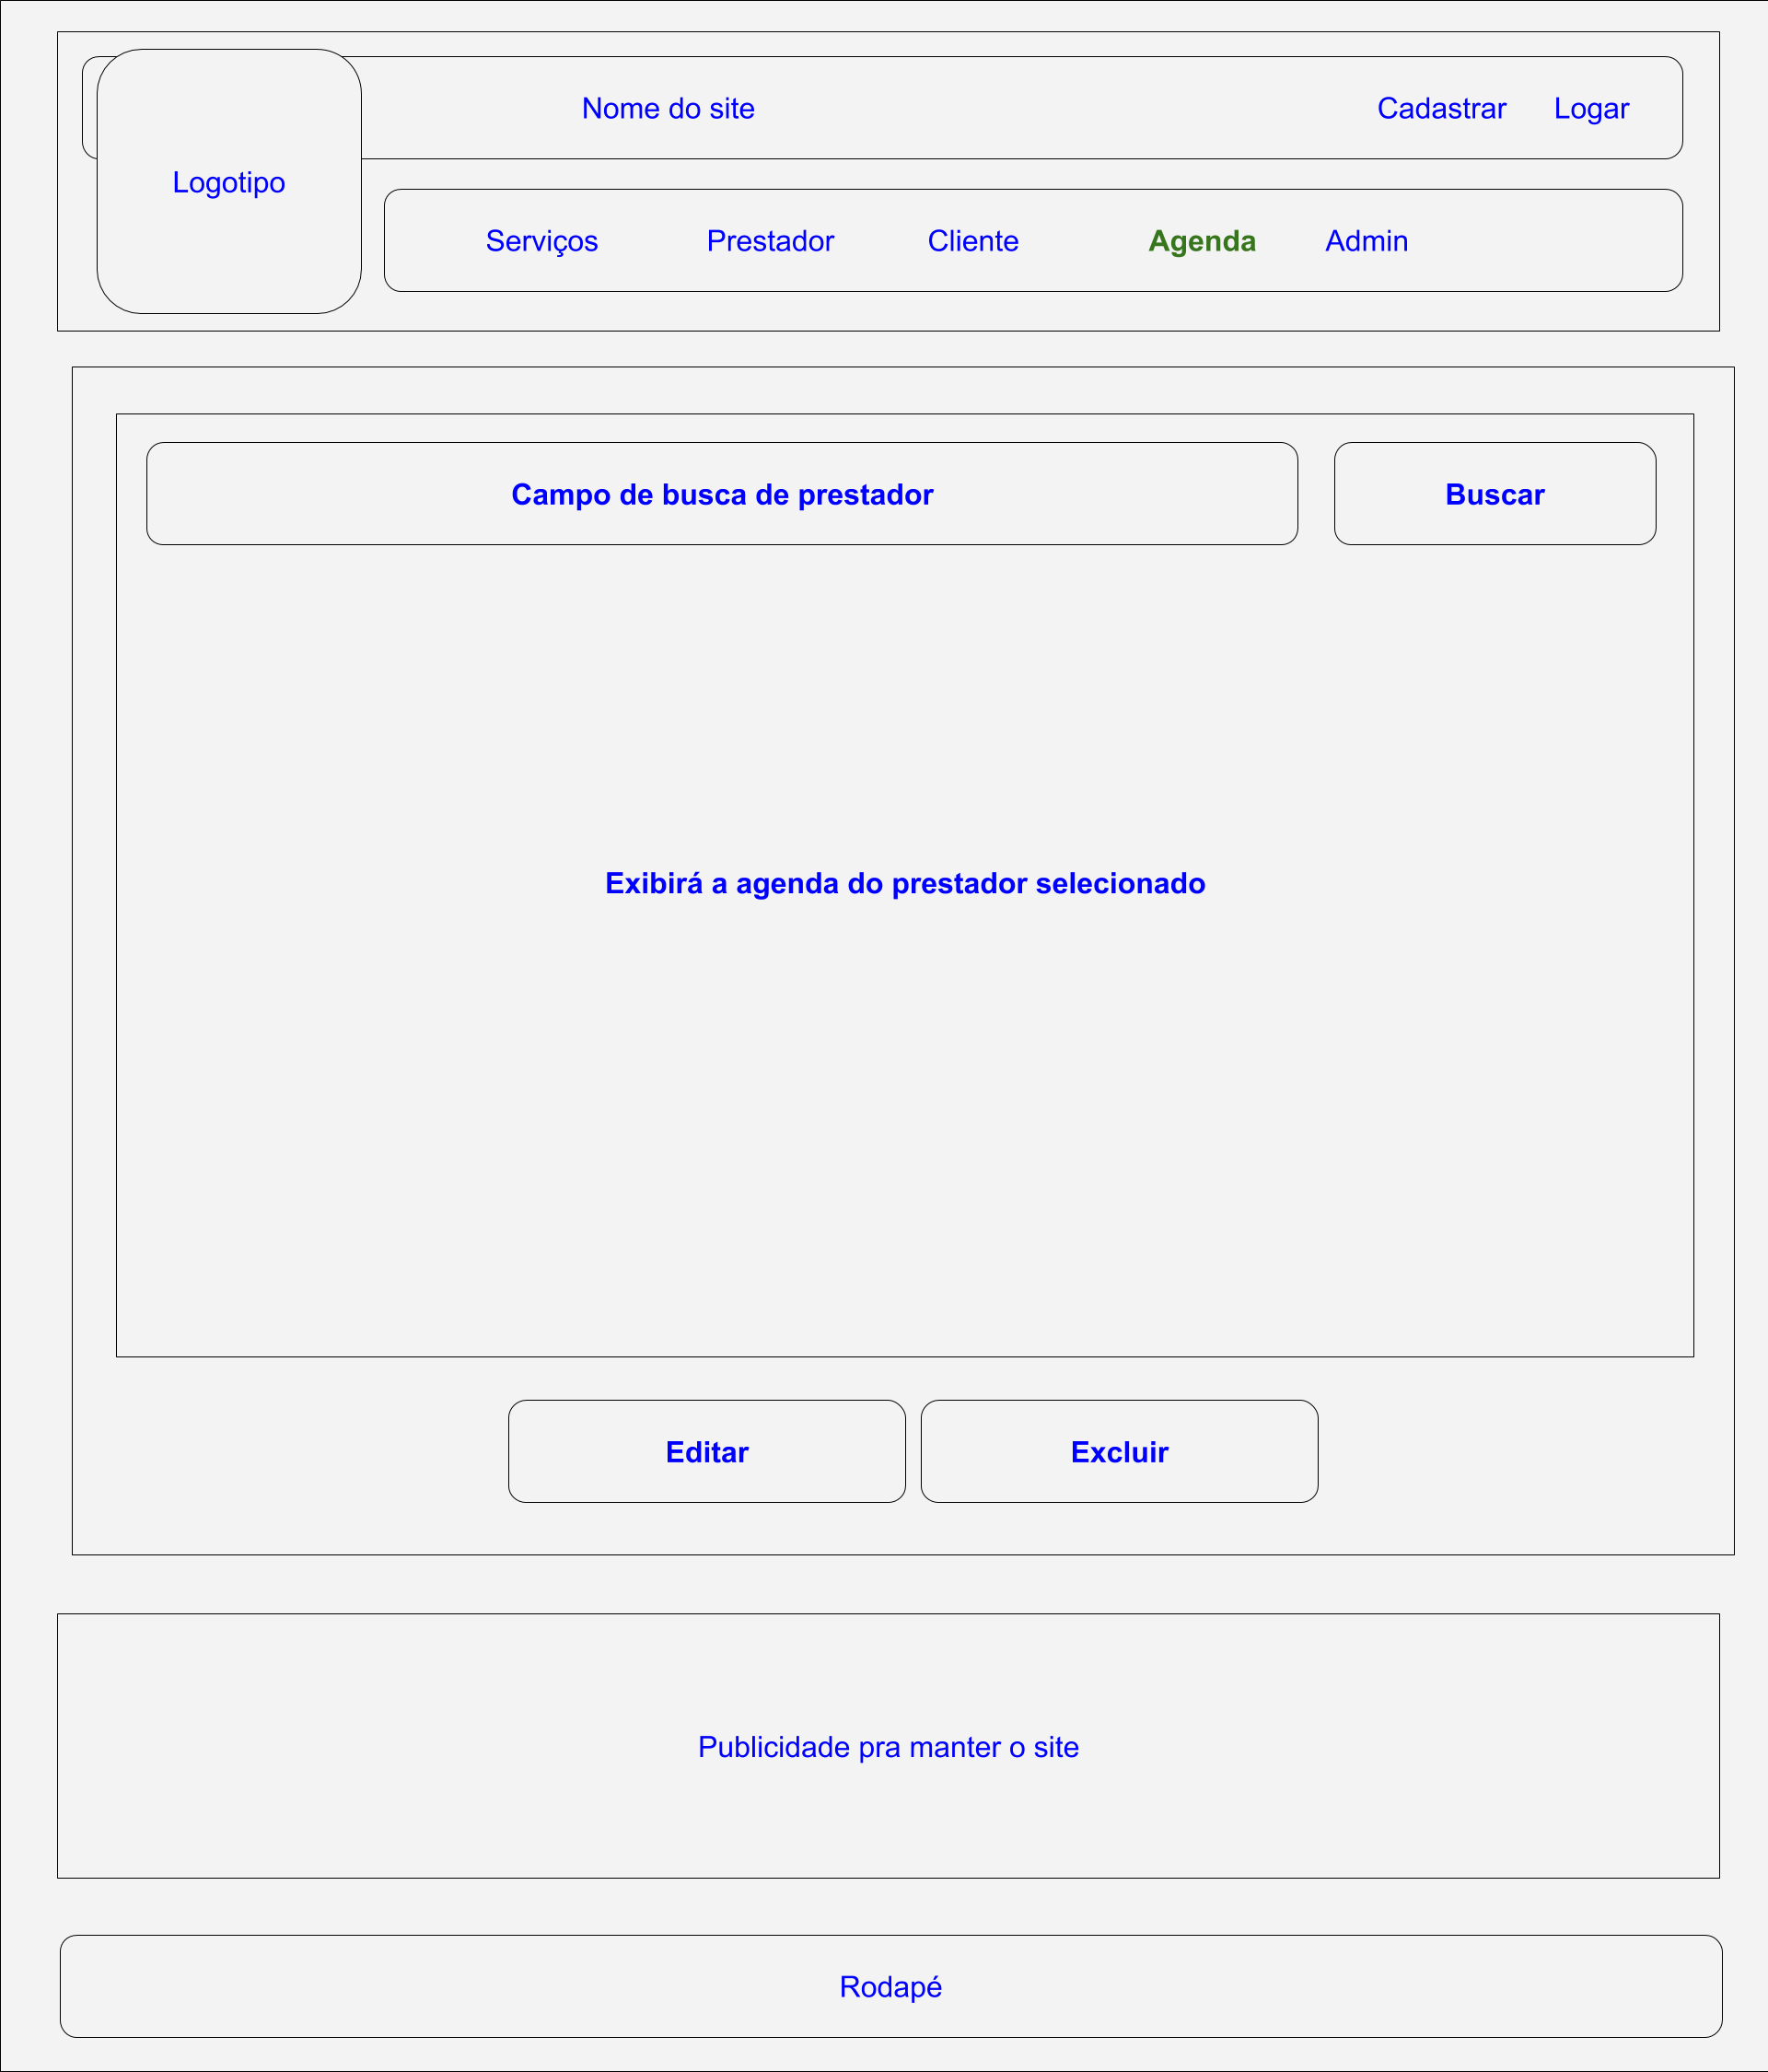 Nome do site
Cadastrar
Logar
Logotipo
Serviços
Prestador
Cliente
Agenda
Admin
Campo de busca de prestador
Buscar
Exibirá a agenda do prestador selecionado
Editar
Excluir
Publicidade pra manter o site
Rodapé